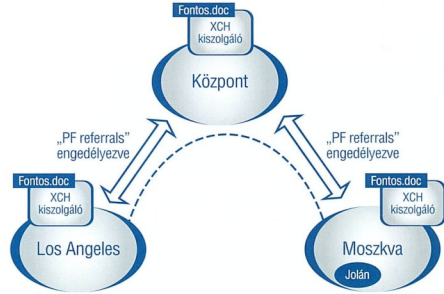 Fontos.doc
XCH
kiszolgáló
Központ
„PF referrals”
engedélyezve
„PF referrals”
engedélyezve
Fontos.doc
XCH
kiszolgáló
Los Angeles
Fontos.doc
XCH
kiszolgáló
Moszkva
Jolán